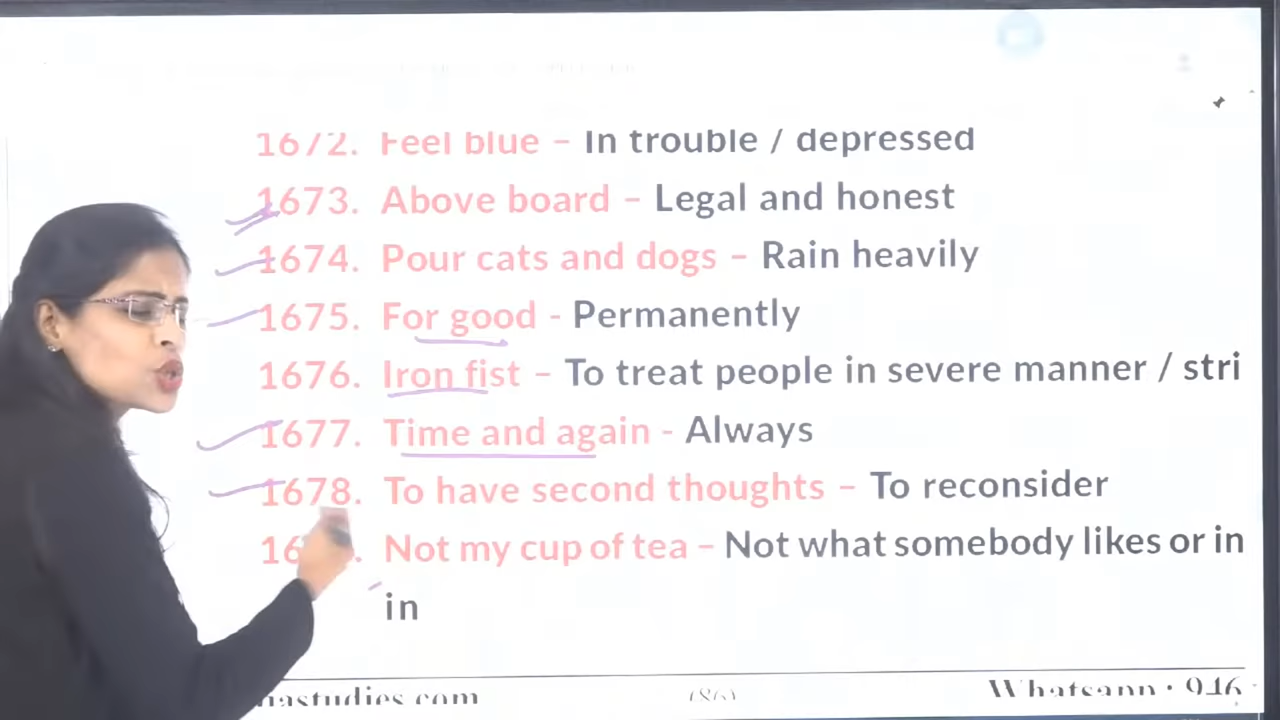 1672. Feel blue – In trouble / depressed
1673. Above board – Legal and honest
1674. Pour cats and dogs – Rain heavily
1675. For good - Permanently
1676. Iron fist – To treat people in severe manner / stri
1677. Time and again - Always
1678. To have second thoughts – To reconsider
Not my cup of tea – Not what somebody likes or in
in
astudies.com (86) Whatsapp • 946